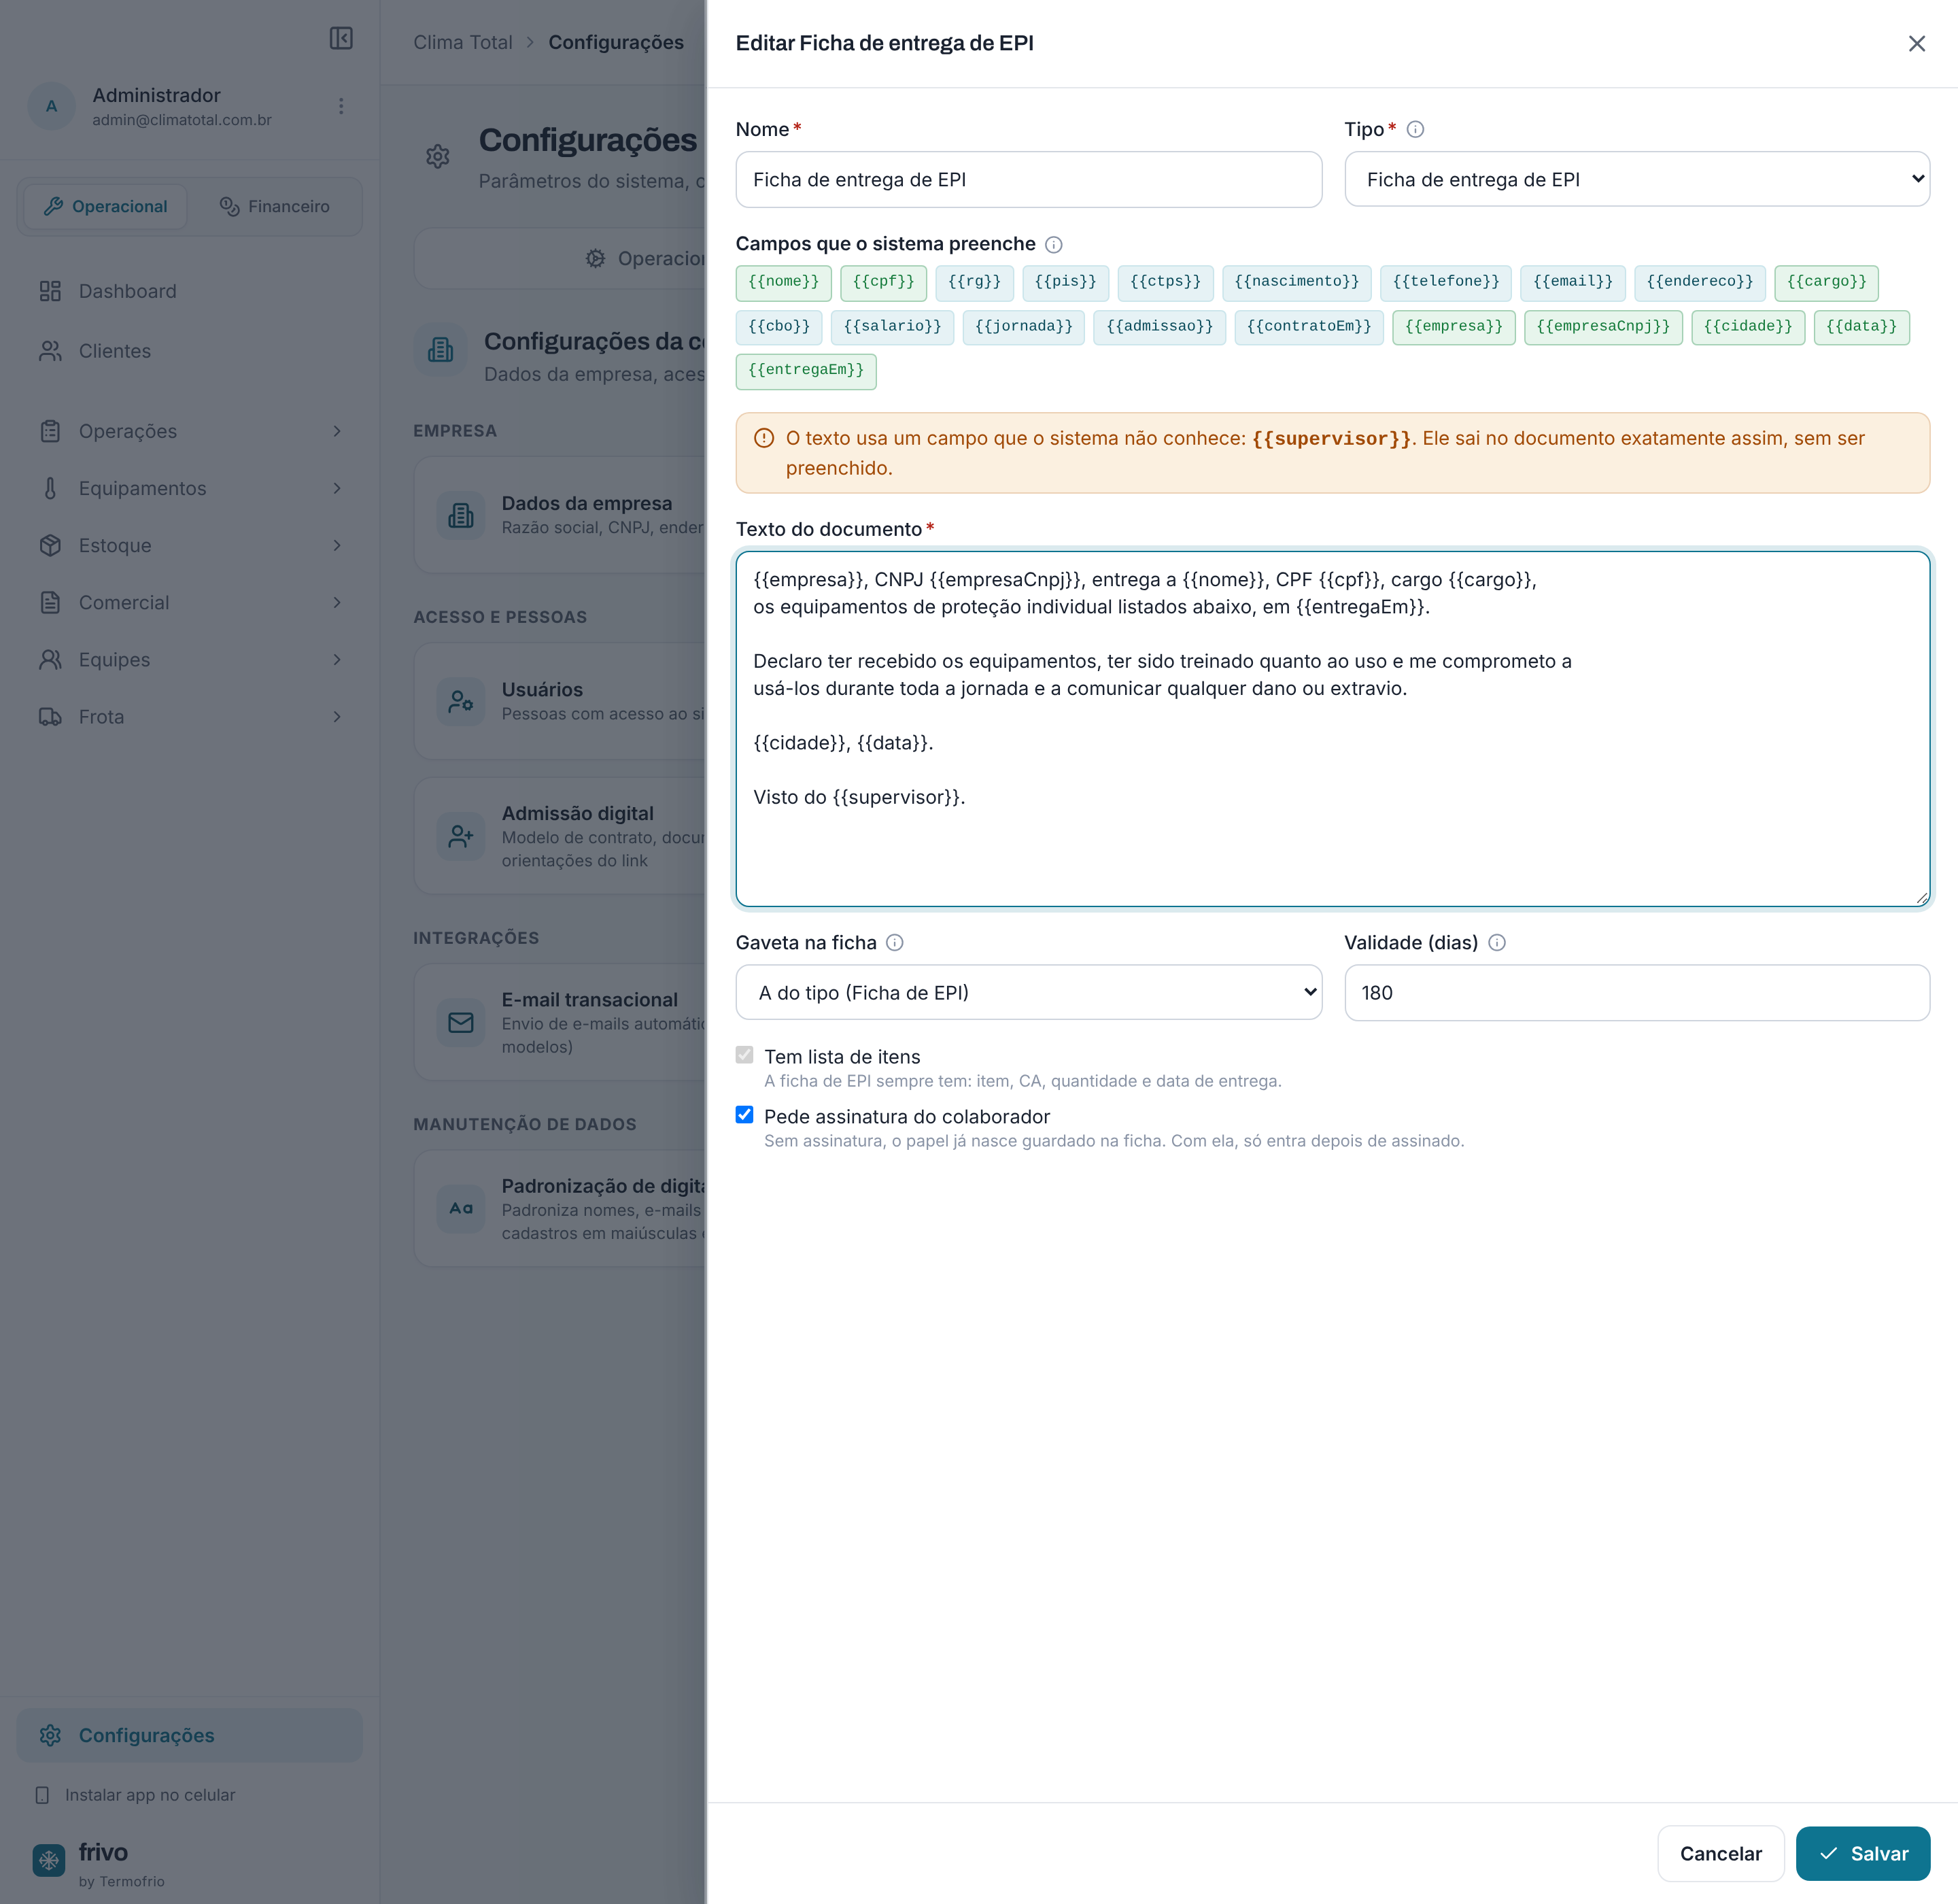 Administrador
admin@climatotal.com.br
Operacional
Financeiro
Dashboard
Clientes
Operações
Equipamentos
Estoque
Comercial
Equipes
Frota
Configurações
Instalar app no celular
frivo
by Termofrio
Clima Total > Configurações
Configurações
Parâmetros do sistema,
Operacion
Configurações da c
Dados da empresa, aces
EMPRESA
Dados da empresa
Razão social, CNPJ, ender
ACESSO E PESSOAS
Usuários
Pessoas com acesso ao si
Admissão digital
Modelo de contrato, docur
orientações do link
INTEGRAÇÕES
E-mail transacional
Envio de e-mails automátic
modelos)
MANUTENÇÃO DE DADOS
Aa
Padronização de digita
Padroniza nomes, e-mails
cadastros em maiúsculas
Editar Ficha de entrega de EPI
Nome *
Tipo *
Ficha de entrega de EPI
Ficha de entrega de EPI
Campos que o sistema preenche
{{nome}} {{cpf}} {{rg}} {{pis}} {{ctps}} {{nascimento}} {{telefone}} {{email}} {{endereco}} {{cargo}}
{{cbo}} {{salario}} {{jornada}} {{admissao}} {{contratoEm}} {{empresa}} {{empresaCnpj}} {{cidade}} {{data}}
{{entregaEm}}
O texto usa um campo que o sistema não conhece: {{supervisor}}. Ele sai no documento exatamente assim, sem ser
preenchido.
Texto do documento *
{{empresa}}, CNPJ {{empresaCnpj}}, entrega a {{nome}}, CPF {{cpf}}, cargo {{cargo}},
os equipamentos de proteção individual listados abaixo, em {{entregaEm}}.
Declaro ter recebido os equipamentos, ter sido treinado quanto ao uso e me comprometo a
usá-los durante toda a jornada e a comunicar qualquer dano ou extravio.
{{cidade}}, {{data}}.
Visto do {{supervisor}}.
Gaveta na ficha
Validade (dias)
A do tipo (Ficha de EPI)
180
Tem lista de itens
A ficha de EPI sempre tem: item, CA, quantidade e data de entrega.
Pede assinatura do colaborador
Sem assinatura, o papel já nasce guardado na ficha. Com ela, só entra depois de assinado.
Cancelar
Salvar